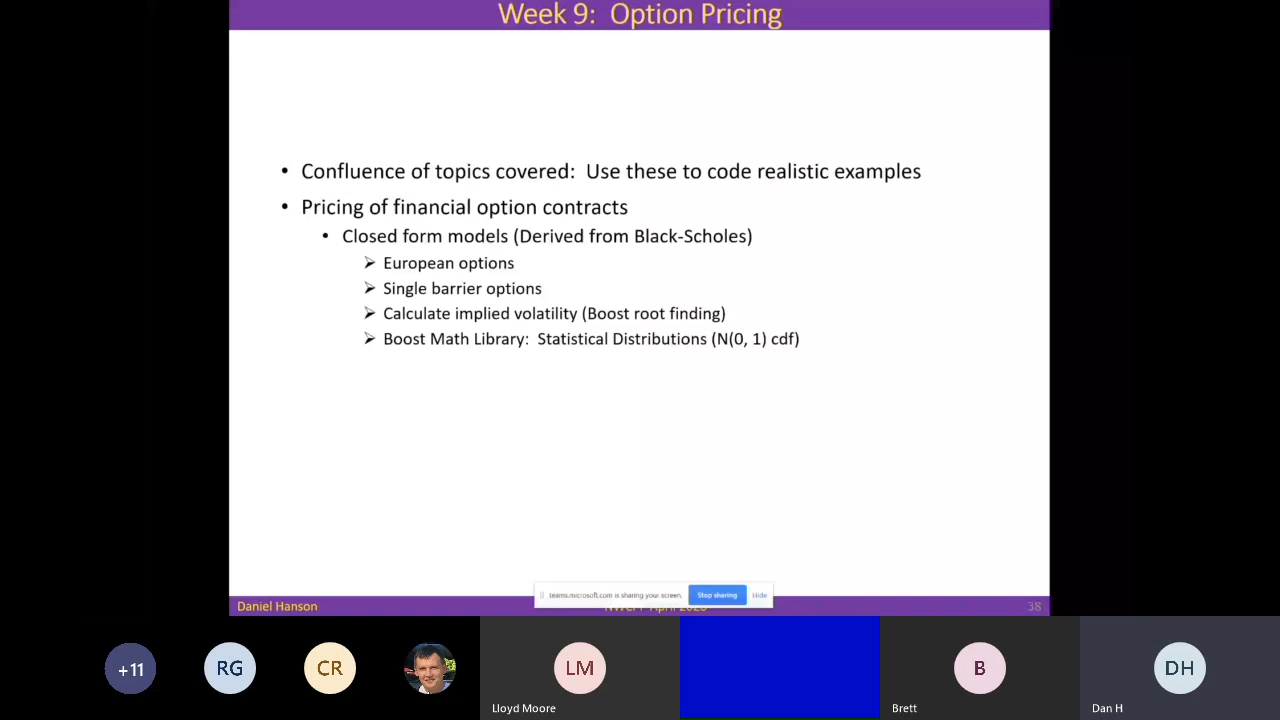 Week 9: Option Pricing
• Confluence of topics covered: Use these to code realistic examples
• Pricing of financial option contracts
• Closed form models (Derived from Black-Scholes)
➢ European options
➢ Single barrier options
➢ Calculate implied volatility (Boost root finding)
➢ Boost Math Library: Statistical Distributions (N(0, 1) cdf)
teams.microsoft.com is sharing your screen. Stop sharing Hide
Daniel Hanson 38
+11 RG CR LM B DH
Lloyd Moore Brett Dan H